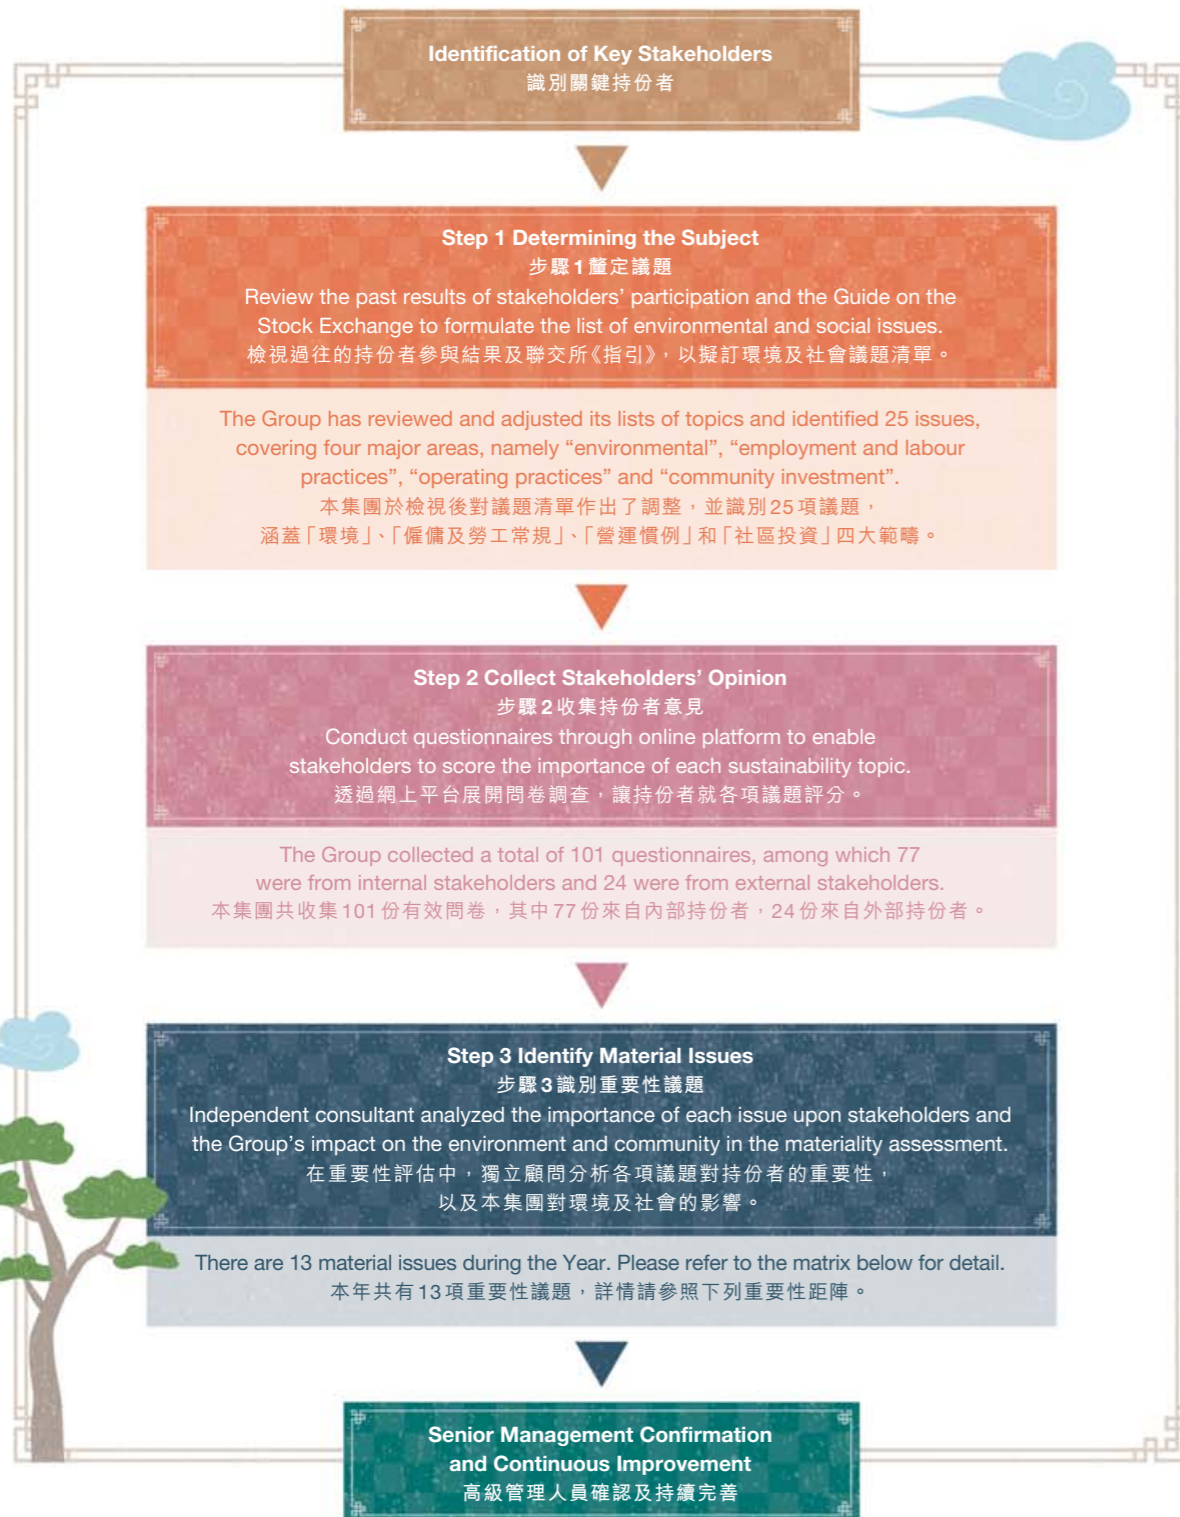 Identification of Key Stakeholders
識別關鍵持份者
Step 1 Determining the Subject
步驟1釐定議題
Review the past results of stakeholders’ participation and the Guide on the
Stock Exchange to formulate the list of environmental and social issues.
檢視過往的持份者參與結果及聯交所《指引》，以擬訂環境及社會議題清單。
The Group has reviewed and adjusted its lists of topics and identified 25 issues,
covering four major areas, namely “environmental”, “employment and labour
practices”, “operating practices” and “community investment”.
本集團於檢視後對議題清單作出了調整，並識別25項議題，
涵蓋「環境」、「僱傭及勞工常規」、「營運慣例」和「社區投資」四大範疇。
Step 2 Collect Stakeholders’ Opinion
步驟2收集持份者意見
Conduct questionnaires through online platform to enable
stakeholders to score the importance of each sustainability topic.
透過網上平台展開問卷調查，讓持份者就各項議題評分。
The Group collected a total of 101 questionnaires, among which 77
were from internal stakeholders and 24 were from external stakeholders.
本集團共收集101份有效問卷，其中77份來自內部持份者，24份來自外部持份者。
Step 3 Identify Material Issues
步驟3識別重要性議題
Independent consultant analyzed the importance of each issue upon stakeholders and
the Group’s impact on the environment and community in the materiality assessment.
在重要性評估中，獨立顧問分析各項議題對持份者的重要性，
以及本集團對環境及社會的影響。
There are 13 material issues during the Year. Please refer to the matrix below for detail.
本年共有13項重要性議題，詳情請參照下列重要性距陣。
Senior Management Confirmation
and Continuous Improvement
高級管理人員確認及持續完善